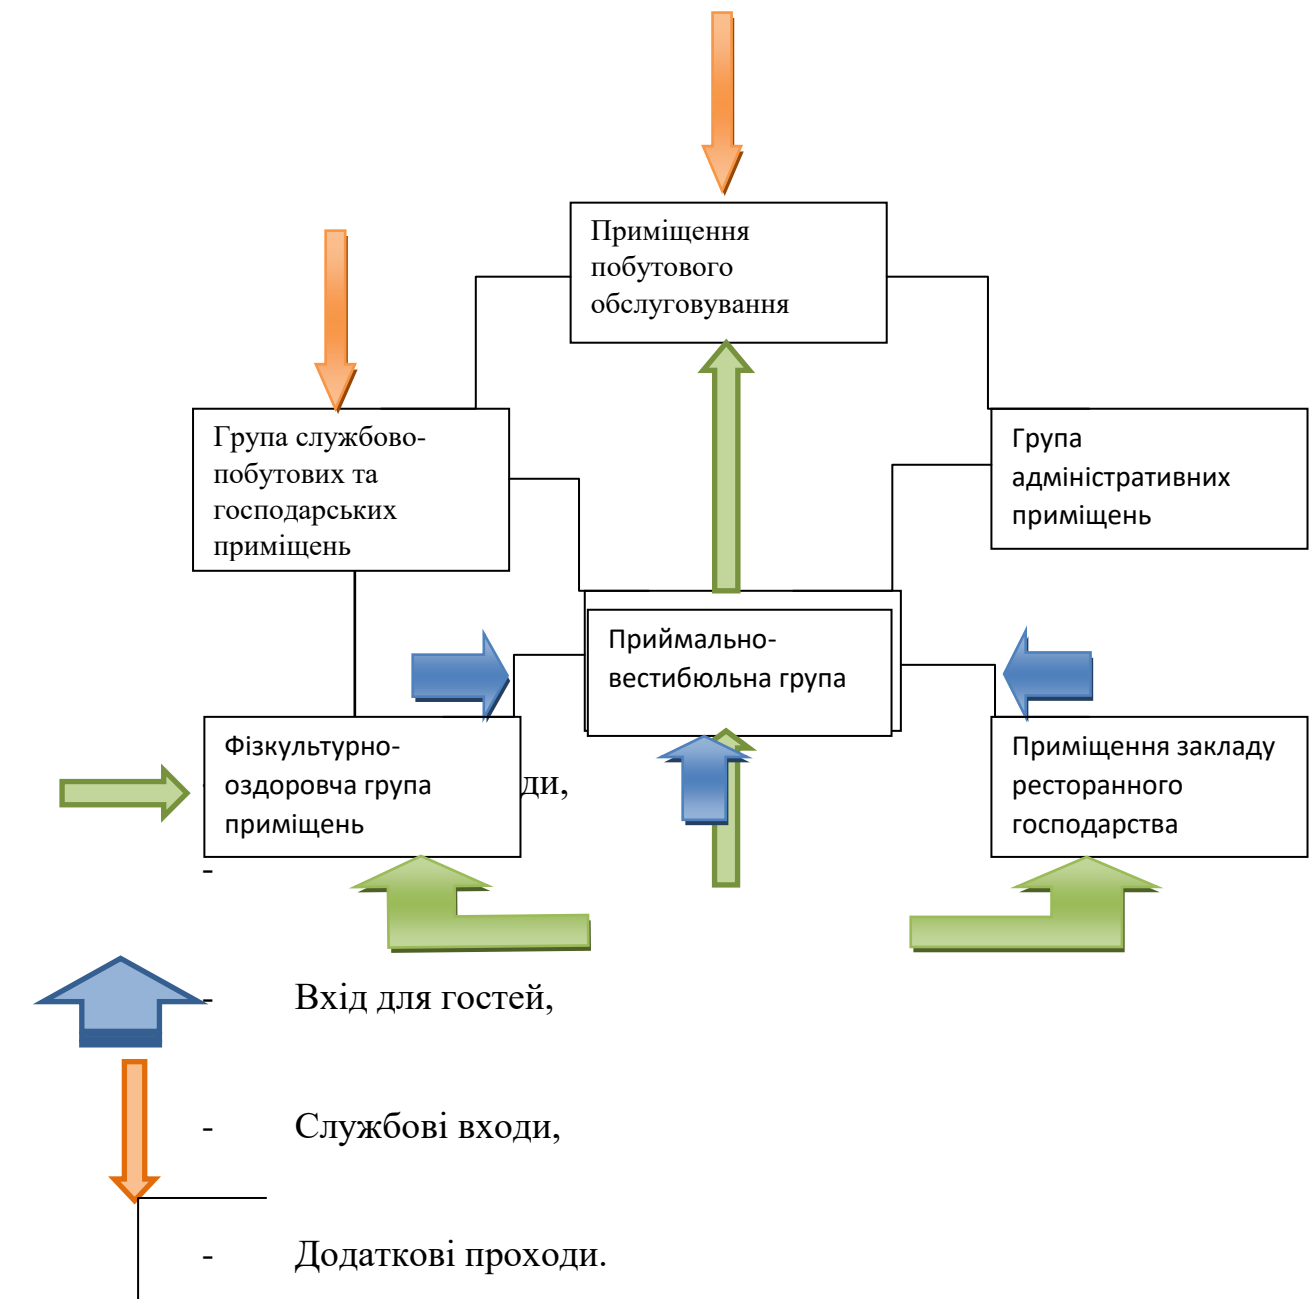 Приміщення
побутового
обслуговування
Група службово-
побутових та
господарських
приміщень
Група
адміністративних
приміщень
Приймально-
вестибюльна група
Фізкультурно-
оздоровча група
приміщень
ди,
Приміщення закладу
ресторанного
господарства
-
- Вхід для гостей,
- Службові входи,
- Додаткові проходи.